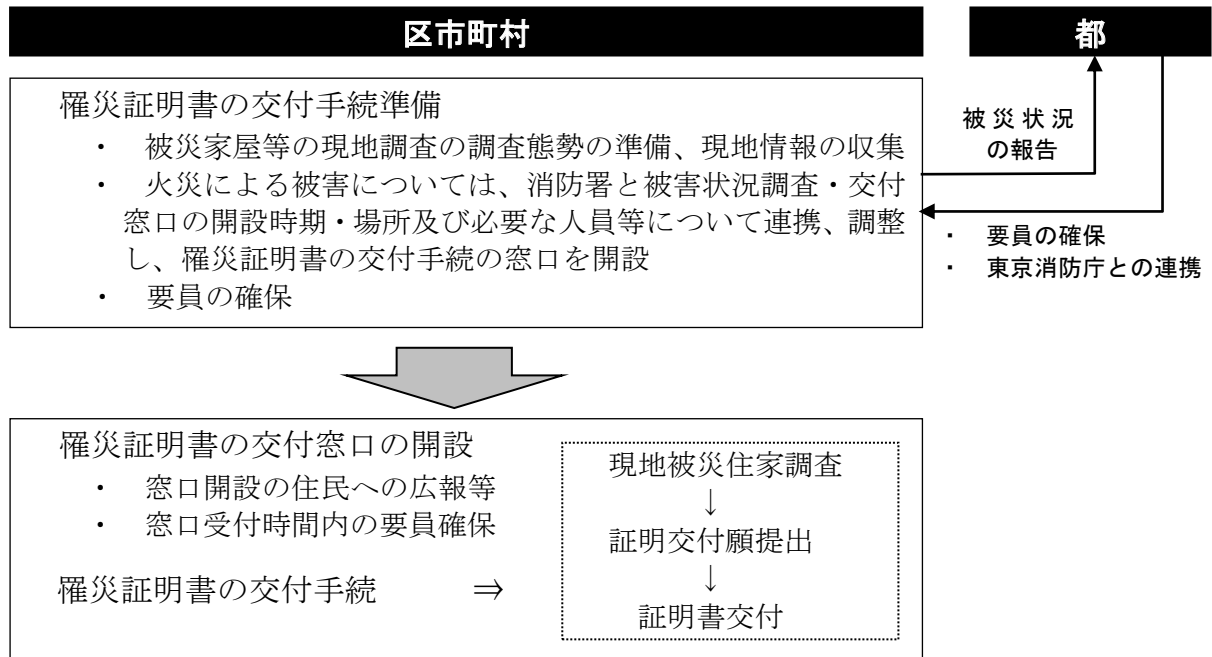 区市町村
都
罹災証明書の交付手続準備
・ 被災家屋等の現地調査の調査態勢の準備、現地情報の収集
・ 火災による被害については、消防署と被害状況調査・交付
窓口の開設時期・場所及び必要な人員等について連携、調整
し、罹災証明書の交付手続の窓口を開設
・ 要員の確保
被災状況
の報告
・ 要員の確保
・ 東京消防庁との連携
罹災証明書の交付窓口の開設
・ 窓口開設の住民への広報等
・ 窓口受付時間内の要員確保
罹災証明書の交付手続 ⇒
現地被災住家調査
↓
証明交付願提出
↓
証明書交付